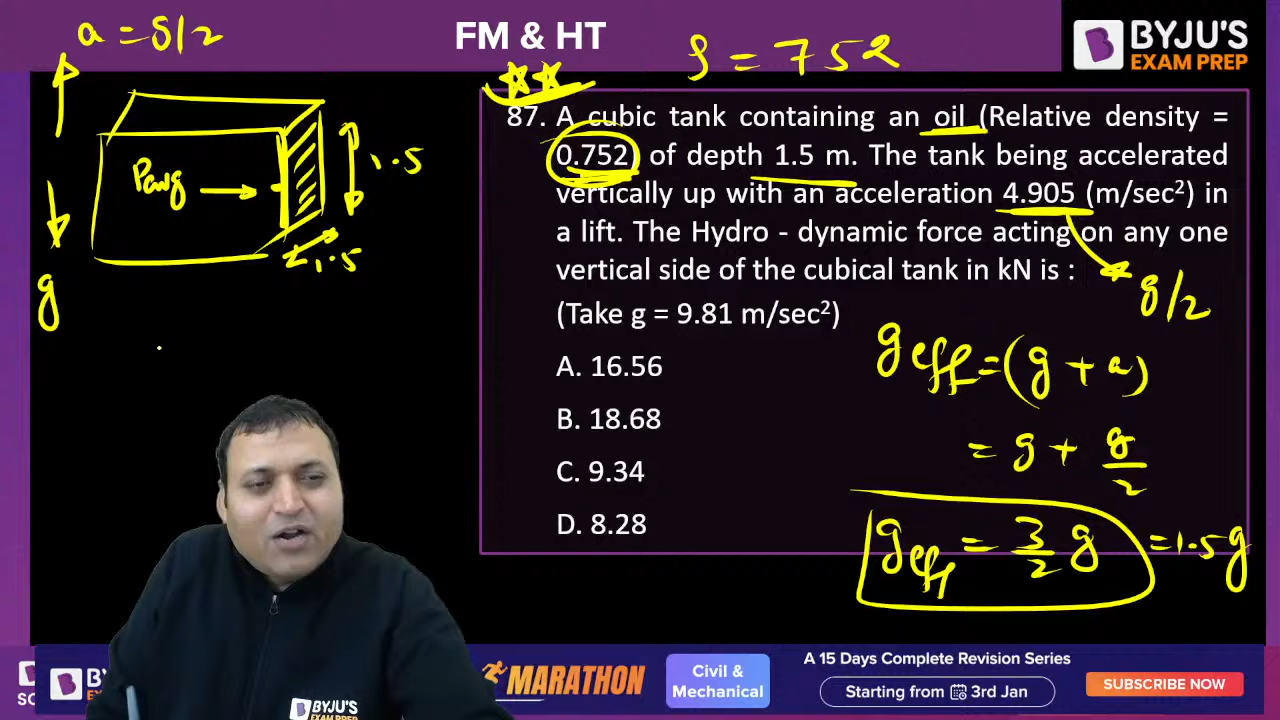 a = g/2
FM & HT
BYJU'S
EXAM PREP
ρ = 752
87. A cubic tank containing an oil (Relative density =
0.752) of depth 1.5 m. The tank being accelerated
vertically up with an acceleration 4.905 (m/sec²) in
a lift. The Hydro - dynamic force acting on any one
vertical side of the cubical tank in kN is :
(Take g = 9.81 m/sec²)
A. 16.56
B. 18.68
C. 9.34
D. 8.28
Pavg
1.5
1.5
g
g/2
geff = (g + a)
= g + g/2
geff = 3/2 g = 1.5g
BYJU'S
EXAM PREP
MARATHON
Civil &
Mechanical
A 15 Days Complete Revision Series
Starting from 3rd Jan
SUBSCRIBE NOW